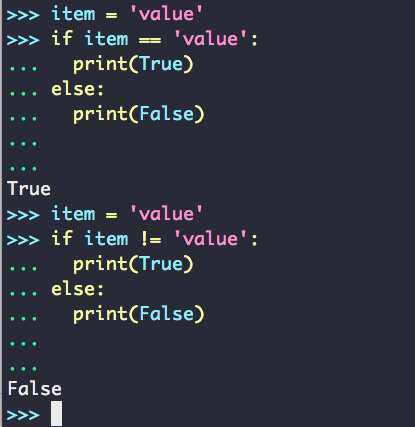 >>> item = 'value'
>>> if item == 'value':
...   print(True)
... else:
...   print(False)
...
...
True
>>> item = 'value'
>>> if item != 'value':
...   print(True)
... else:
...   print(False)
...
...
False
>>>